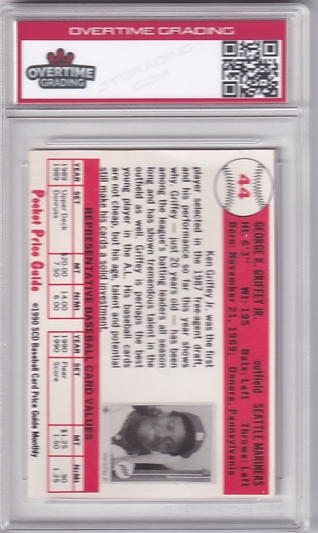 OVERTIME GRADING
OVERTIME
GRADING
44
GEORGE K. GRIFFEY JR. outfield SEATTLE MARINERS
Ht: 6'3" Wt: 195 Bats: Left Throws: Left
Born: November 21, 1969; Donora, Pennsylvania
Ken Griffey Jr. was the first
player selected in the 1987 free-agent draft,
and his performance so far this year shows
why. Griffey — just 20 years old — has been
among the league's batting leaders all season
long and has shown tremendous talent in the
outfield as well. Griffey is perhaps the best
young player in the A.L. His baseball cards
are not cheap, but his age, talent and potential
still make his cards a solid investment.
REPRESENTATIVE BASEBALL CARD VALUES
YEAR SET MT NrMt YEAR SET MT NrMt
1989 Upper Deck $20.00 14.00 1990 Fleer $1.25 .90
1989 Donruss 7.50 6.00 1990 Score 1.50 1.25
Pocket Price Guide ©1990 SCD Baseball Card Price Guide Monthly